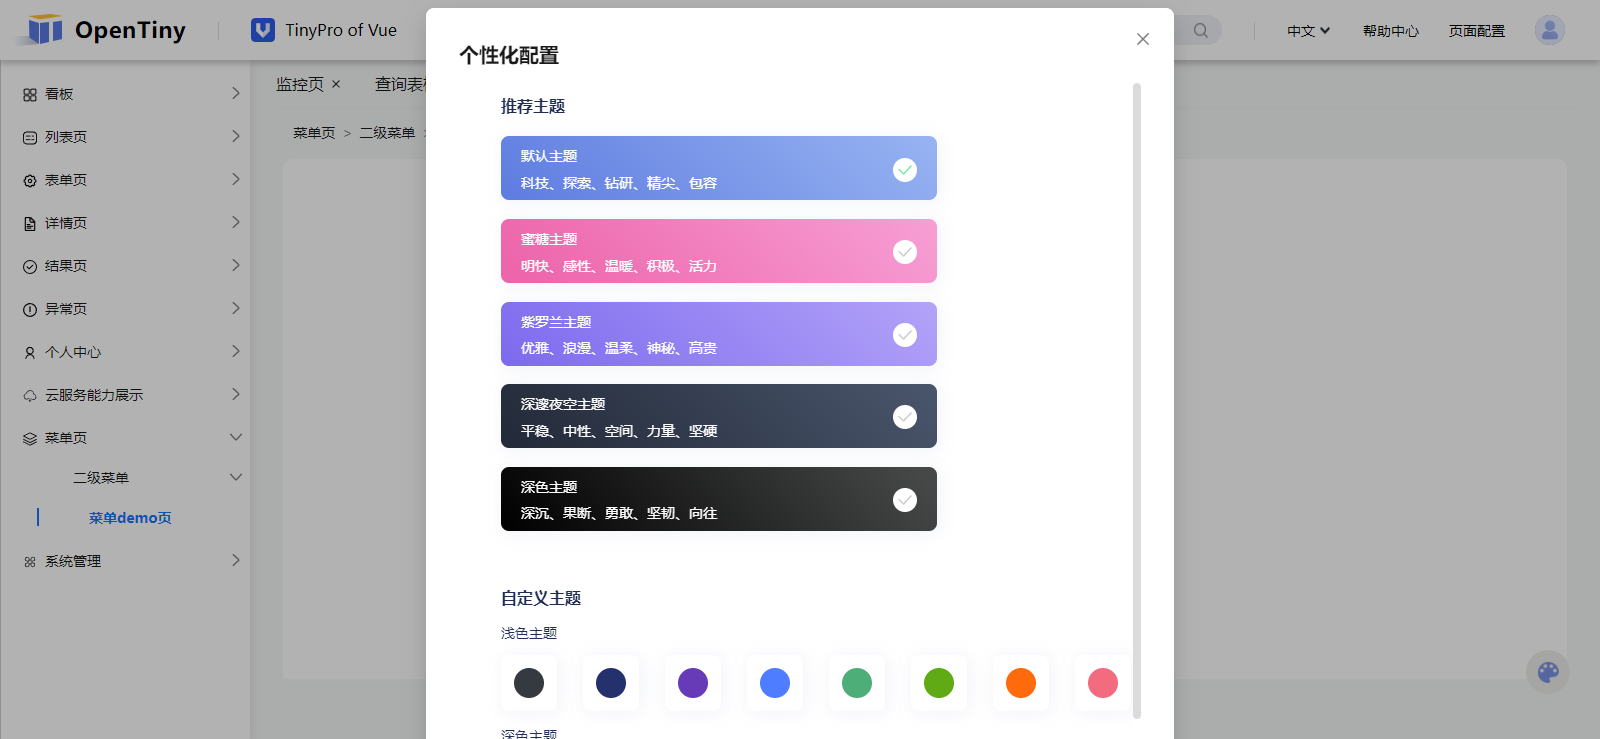 OpenTiny
TinyPro of Vue
中文
帮助中心
页面配置
看板
列表页
表单页
详情页
结果页
异常页
个人中心
云服务能力展示
菜单页
二级菜单
菜单demo页
系统管理
监控页 ×
查询表
菜单页 > 二级菜单 >
个性化配置
推荐主题
默认主题
科技、探索、钻研、精尖、包容
蜜糖主题
明快、感性、温暖、积极、活力
紫罗兰主题
优雅、浪漫、温柔、神秘、高贵
深邃夜空主题
平稳、中性、空间、力量、坚硬
深色主题
深沉、果断、勇敢、坚韧、向往
自定义主题
浅色主题
深色主题